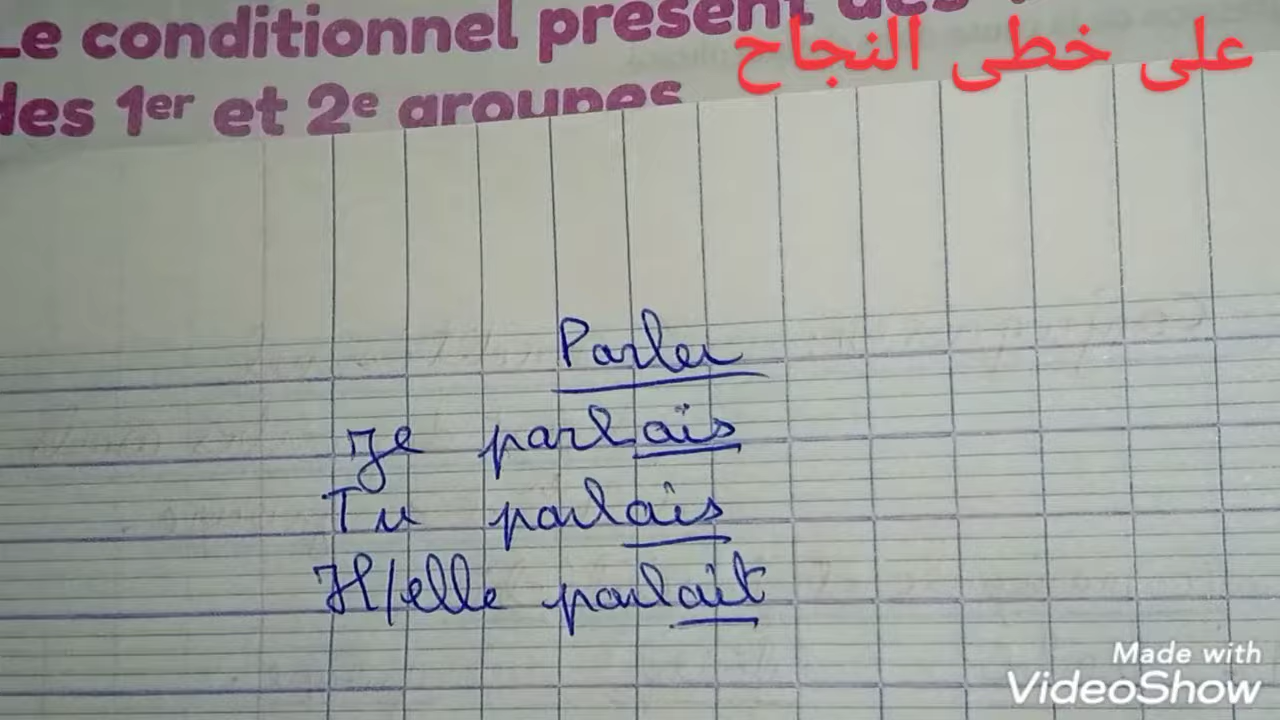 Le conditionnel présent des
على خطى النجاح
des 1er et 2e groupes
Parler
Je parlais
Tu parlais
Il/elle parlait
Made with
VideoShow